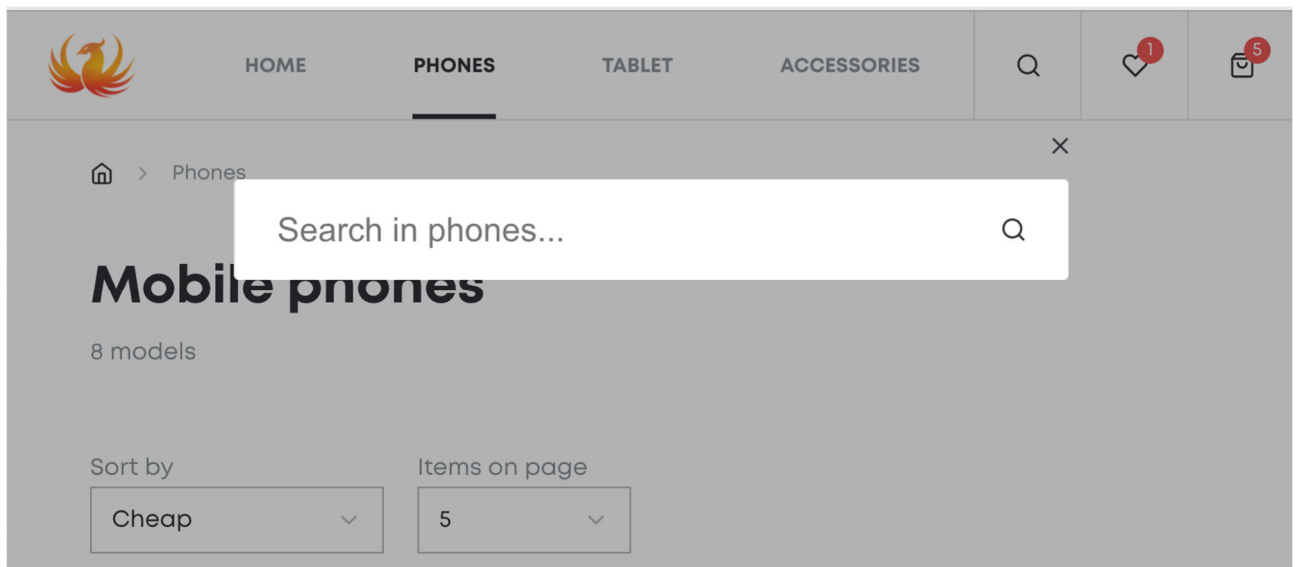 HOME PHONES TABLET ACCESSORIES 1 5
Phones
Search in phones...
Mobile phones
8 models
Sort by Items on page
Cheap 5